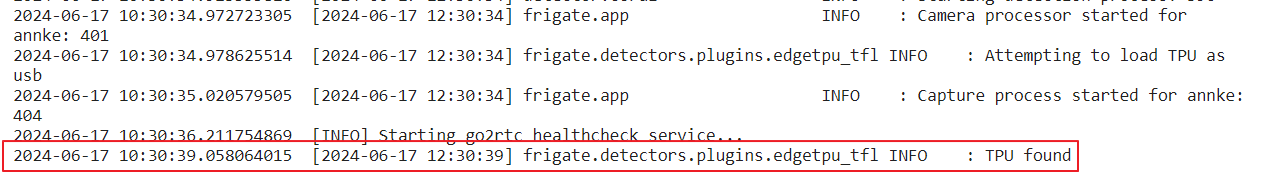 2024-06-17 10:30:34.972723305 [2024-06-17 12:30:34] frigate.app INFO : Camera processor started for
annke: 401
2024-06-17 10:30:34.978625514 [2024-06-17 12:30:34] frigate.detectors.plugins.edgetpu_tfl INFO : Attempting to load TPU as
usb
2024-06-17 10:30:35.020579505 [2024-06-17 12:30:34] frigate.app INFO : Capture process started for annke:
404
2024-06-17 10:30:36.211754869 [INFO] Starting go2rtc healthcheck service...
2024-06-17 10:30:39.058064015 [2024-06-17 12:30:39] frigate.detectors.plugins.edgetpu_tfl INFO : TPU found